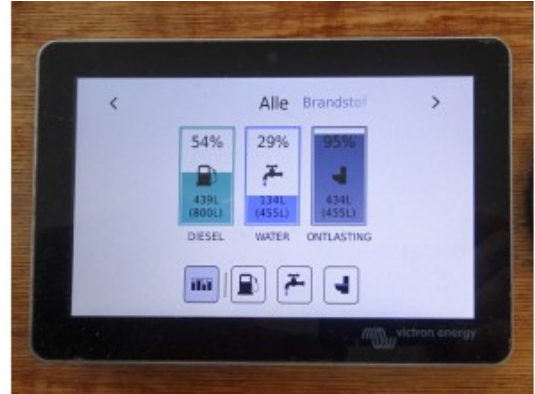 Alle Brandstof
54% 29% 95%
439L 134L 434L
(800L) (455L) (455L)
DIESEL WATER ONTLASTING
victron energy